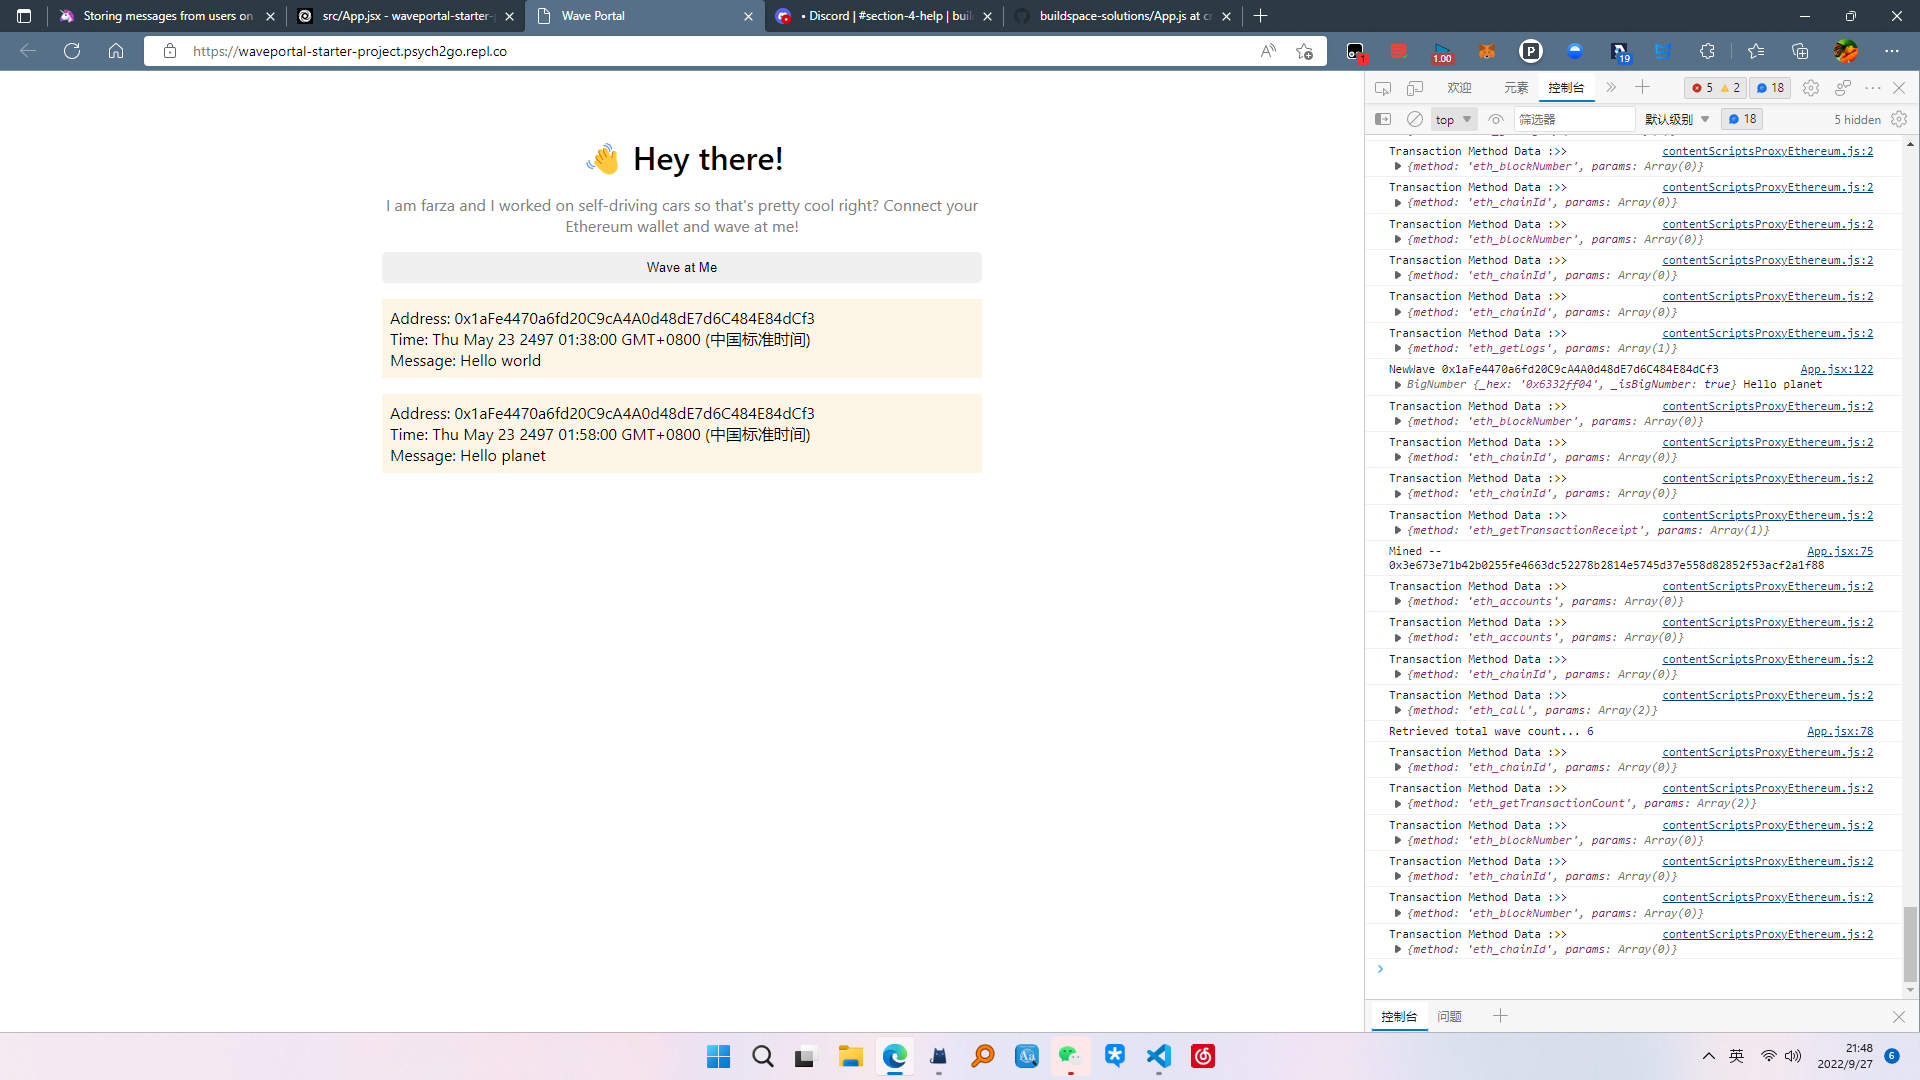 Storing messages from users on
src/App.jsx - waveportal-starter-
Wave Portal
• Discord | #section-4-help | buil
buildspace-solutions/App.js at cr
https://waveportal-starter-project.psych2go.repl.co
1
1.00
19
👋 Hey there!
I am farza and I worked on self-driving cars so that's pretty cool right? Connect your
Ethereum wallet and wave at me!
Wave at Me
Address: 0x1aFe4470a6fd20C9cA4A0d48dE7d6C484E84dCf3
Time: Thu May 23 2497 01:38:00 GMT+0800 (中国标准时间)
Message: Hello world
Address: 0x1aFe4470a6fd20C9cA4A0d48dE7d6C484E84dCf3
Time: Thu May 23 2497 01:58:00 GMT+0800 (中国标准时间)
Message: Hello planet
欢迎 元素 控制台 5 2 18
top 筛选器 默认级别 18 5 hidden
Transaction Method Data :>> contentScriptsProxyEthereum.js:2
{method: 'eth_blockNumber', params: Array(0)}
Transaction Method Data :>> contentScriptsProxyEthereum.js:2
{method: 'eth_chainId', params: Array(0)}
Transaction Method Data :>> contentScriptsProxyEthereum.js:2
{method: 'eth_blockNumber', params: Array(0)}
Transaction Method Data :>> contentScriptsProxyEthereum.js:2
{method: 'eth_chainId', params: Array(0)}
Transaction Method Data :>> contentScriptsProxyEthereum.js:2
{method: 'eth_chainId', params: Array(0)}
Transaction Method Data :>> contentScriptsProxyEthereum.js:2
{method: 'eth_getLogs', params: Array(1)}
NewWave 0x1aFe4470a6fd20C9cA4A0d48dE7d6C484E84dCf3 App.jsx:122
BigNumber {_hex: '0x6332ff04', _isBigNumber: true} Hello planet
Transaction Method Data :>> contentScriptsProxyEthereum.js:2
{method: 'eth_blockNumber', params: Array(0)}
Transaction Method Data :>> contentScriptsProxyEthereum.js:2
{method: 'eth_chainId', params: Array(0)}
Transaction Method Data :>> contentScriptsProxyEthereum.js:2
{method: 'eth_chainId', params: Array(0)}
Transaction Method Data :>> contentScriptsProxyEthereum.js:2
{method: 'eth_getTransactionReceipt', params: Array(1)}
Mined -- App.jsx:75
0x3e673e71b42b0255fe4663dc52278b2814e5745d37e558d82852f53acf2a1f88
Transaction Method Data :>> contentScriptsProxyEthereum.js:2
{method: 'eth_accounts', params: Array(0)}
Transaction Method Data :>> contentScriptsProxyEthereum.js:2
{method: 'eth_accounts', params: Array(0)}
Transaction Method Data :>> contentScriptsProxyEthereum.js:2
{method: 'eth_chainId', params: Array(0)}
Transaction Method Data :>> contentScriptsProxyEthereum.js:2
{method: 'eth_call', params: Array(2)}
Retrieved total wave count... 6 App.jsx:78
Transaction Method Data :>> contentScriptsProxyEthereum.js:2
{method: 'eth_chainId', params: Array(0)}
Transaction Method Data :>> contentScriptsProxyEthereum.js:2
{method: 'eth_getTransactionCount', params: Array(2)}
Transaction Method Data :>> contentScriptsProxyEthereum.js:2
{method: 'eth_blockNumber', params: Array(0)}
Transaction Method Data :>> contentScriptsProxyEthereum.js:2
{method: 'eth_chainId', params: Array(0)}
Transaction Method Data :>> contentScriptsProxyEthereum.js:2
{method: 'eth_blockNumber', params: Array(0)}
Transaction Method Data :>> contentScriptsProxyEthereum.js:2
{method: 'eth_chainId', params: Array(0)}
控制台 问题
英
21:48
2022/9/27
6